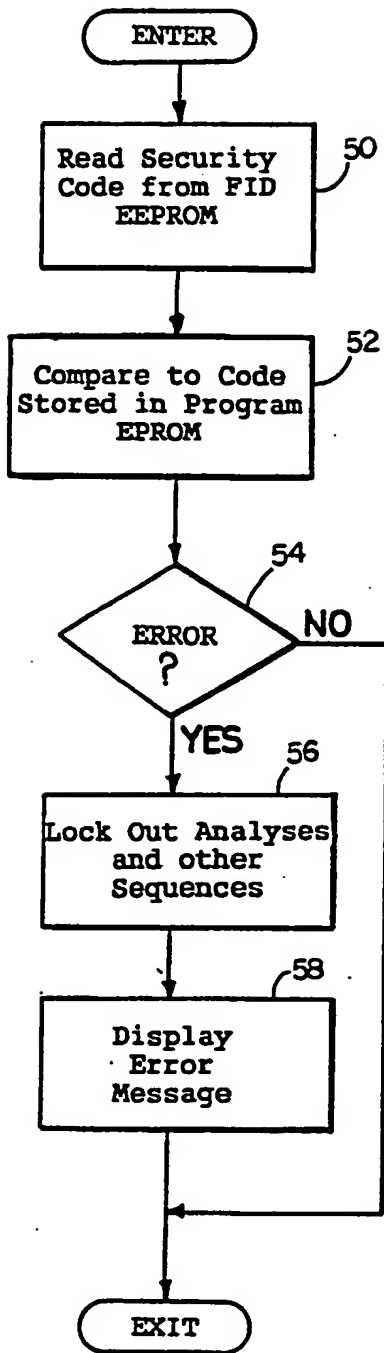 ENTER
50
Read Security
Code from FID
EEPROM
52
Compare to Code
Stored in Program
EPROM
54
ERROR
?
NO
YES
56
Lock Out Analyses
and other
Sequences
58
Display
Error
Message
EXIT